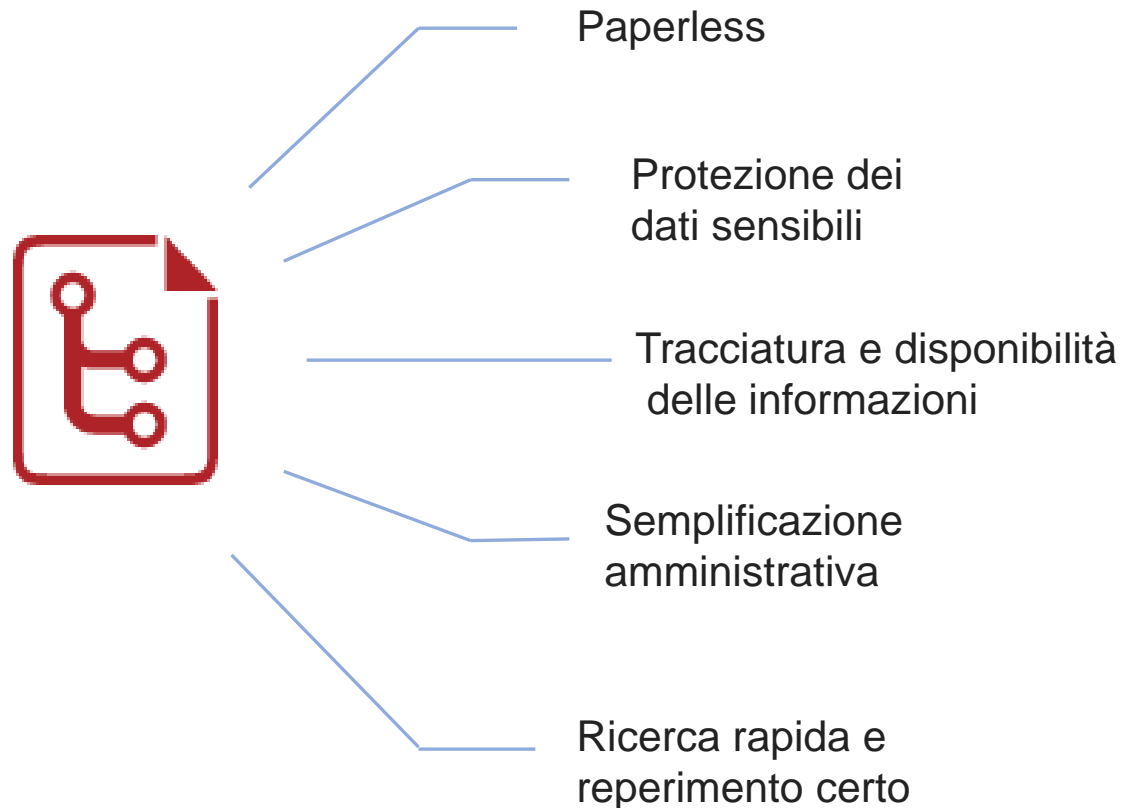 Paperless
Protezione dei
dati sensibili
Tracciatura e disponibilità
delle informazioni
Semplificazione
amministrativa
Ricerca rapida e
reperimento certo